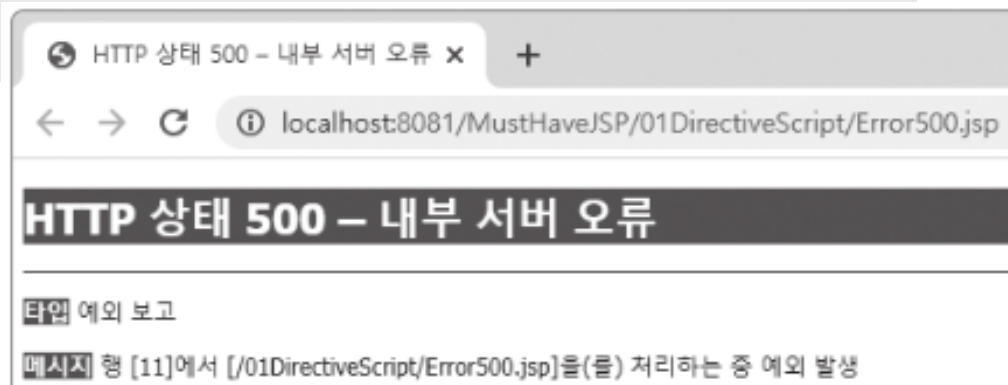 HTTP 상태 500 – 내부 서버 오류
localhost:8081/MustHaveJSP/01DirectiveScript/Error500.jsp
HTTP 상태 500 – 내부 서버 오류
타입 예외 보고
메시지 행 [11]에서 [/01DirectiveScript/Error500.jsp]을(를) 처리하는 중 예외 발생